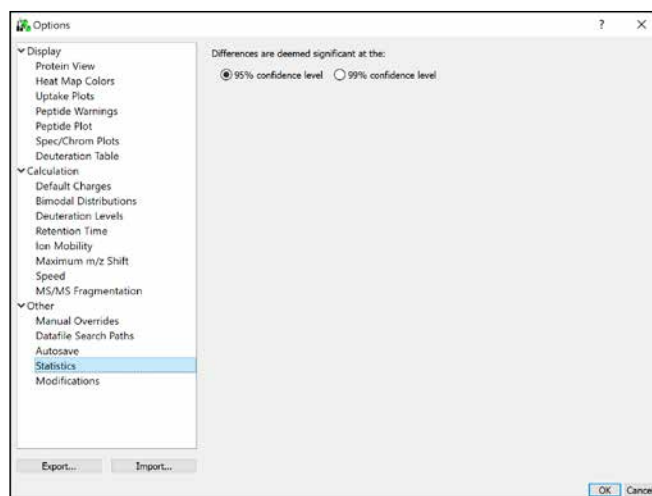 Options
Display
Protein View
Heat Map Colors
Uptake Plots
Peptide Warnings
Peptide Plot
Spec/Chrom Plots
Deuteration Table
Calculation
Default Charges
Bimodal Distributions
Deuteration Levels
Retention Time
Ion Mobility
Maximum m/z Shift
Speed
MS/MS Fragmentation
Other
Manual Overrides
Datafile Search Paths
Autosave
Statistics
Modifications
Export... Import...
Differences are deemed significant at the:
95% confidence level 99% confidence level
OK Cancel